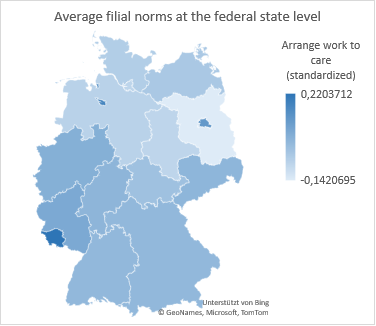 Average filial norms at the federal state level
Arrange work to
care
(standardized)
0,2203712
-0,1420695
Unterstützt von Bing
© GeoNames, Microsoft, TomTom